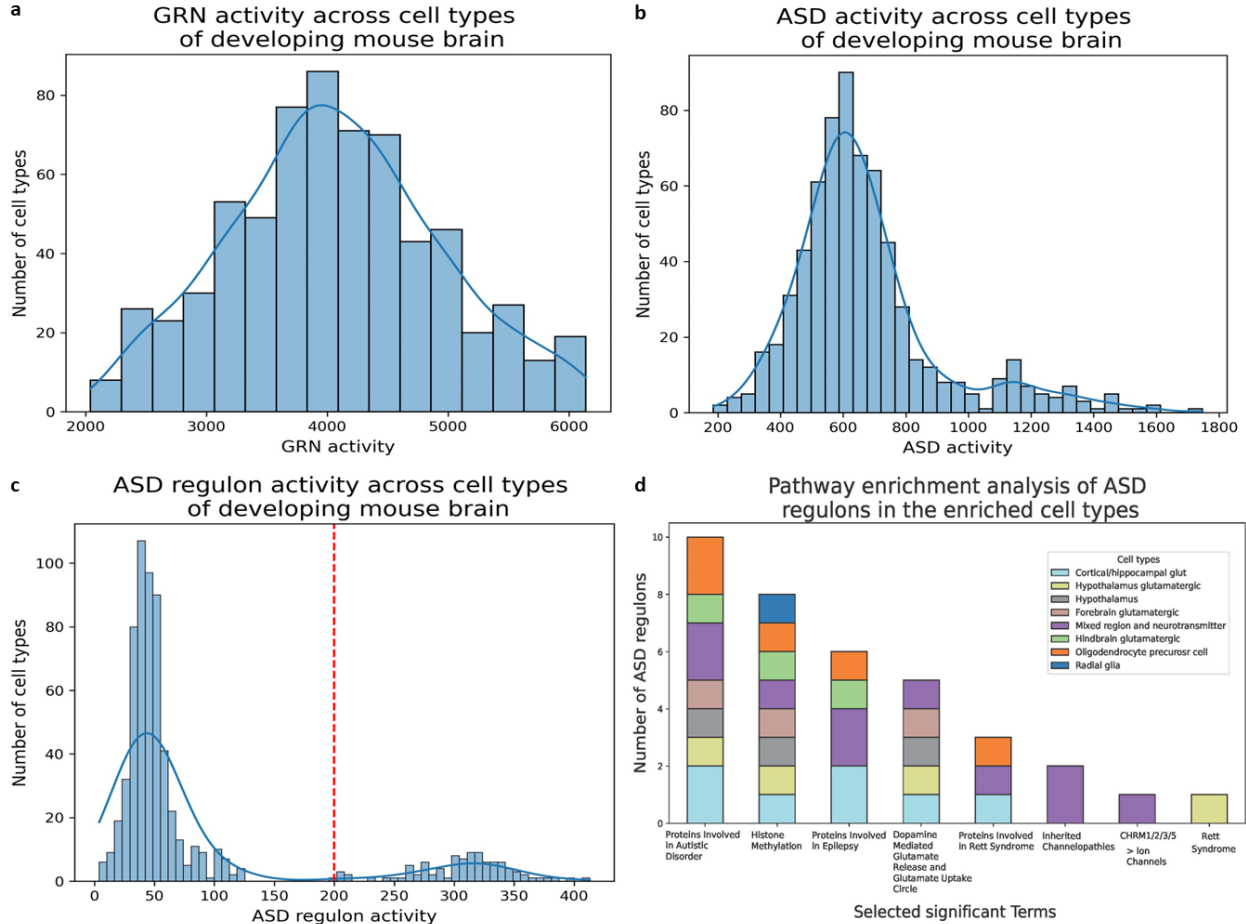 a
GRN activity across cell types
of developing mouse brain
Number of cell types
0
20
40
60
80
2000 3000 4000 5000 6000
GRN activity
b
ASD activity across cell types
of developing mouse brain
Number of cell types
0
20
40
60
80
200 400 600 800 1000 1200 1400 1600 1800
ASD activity
c
ASD regulon activity across cell types
of developing mouse brain
Number of cell types
0
20
40
60
80
100
0 50 100 150 200 250 300 350 400
ASD regulon activity
d
Pathway enrichment analysis of ASD
regulons in the enriched cell types
Number of ASD regulons
0
2
4
6
8
10
Cell types
Cortical/hippocampal glut
Hypothalamus glutamatergic
Hypothalamus
Forebrain glutamatergic
Mixed region and neurotransmitter
Hindbrain glutamatergic
Oligodendrocyte precurosr cell
Radial glia
Proteins Involved
in Autistic
Disorder
Histone
Methylation
Proteins Involved
in Epilepsy
Dopamine
Mediated
Glutamate
Release and
Glutamate Uptake
Circle
Proteins Involved
in Rett Syndrome
Inherited
Channelopathies
CHRM1/2/3/5
> Ion
Channels
Rett
Syndrome
Selected significant Terms